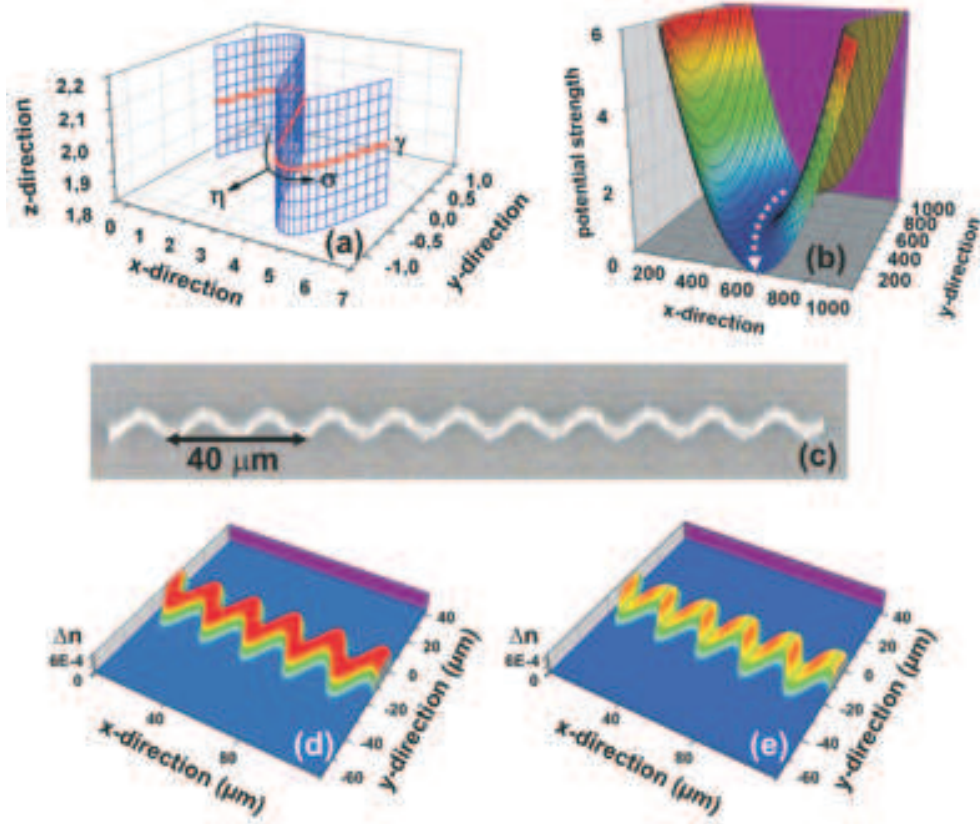 2,2
2,1
2,0
1,9
1,8
z-direction
0
1
2
3
4
5
6
7
x-direction
-1.0
-0.5
0.0
0.5
1.0
y-direction
η
σ
γ
(a)
6
4
2
0
potential strength
200
400
600
800
1000
x-direction
200
400
600
800
1000
y-direction
(b)
40 μm
(c)
Δn
6E-4
0
40
80
x-direction
(μm)
-60
-40
-20
0
20
40
y-direction (μm)
(d)
Δn
6E-4
0
40
80
x-direction
(μm)
-60
-40
-20
0
20
40
y-direction (μm)
(e)